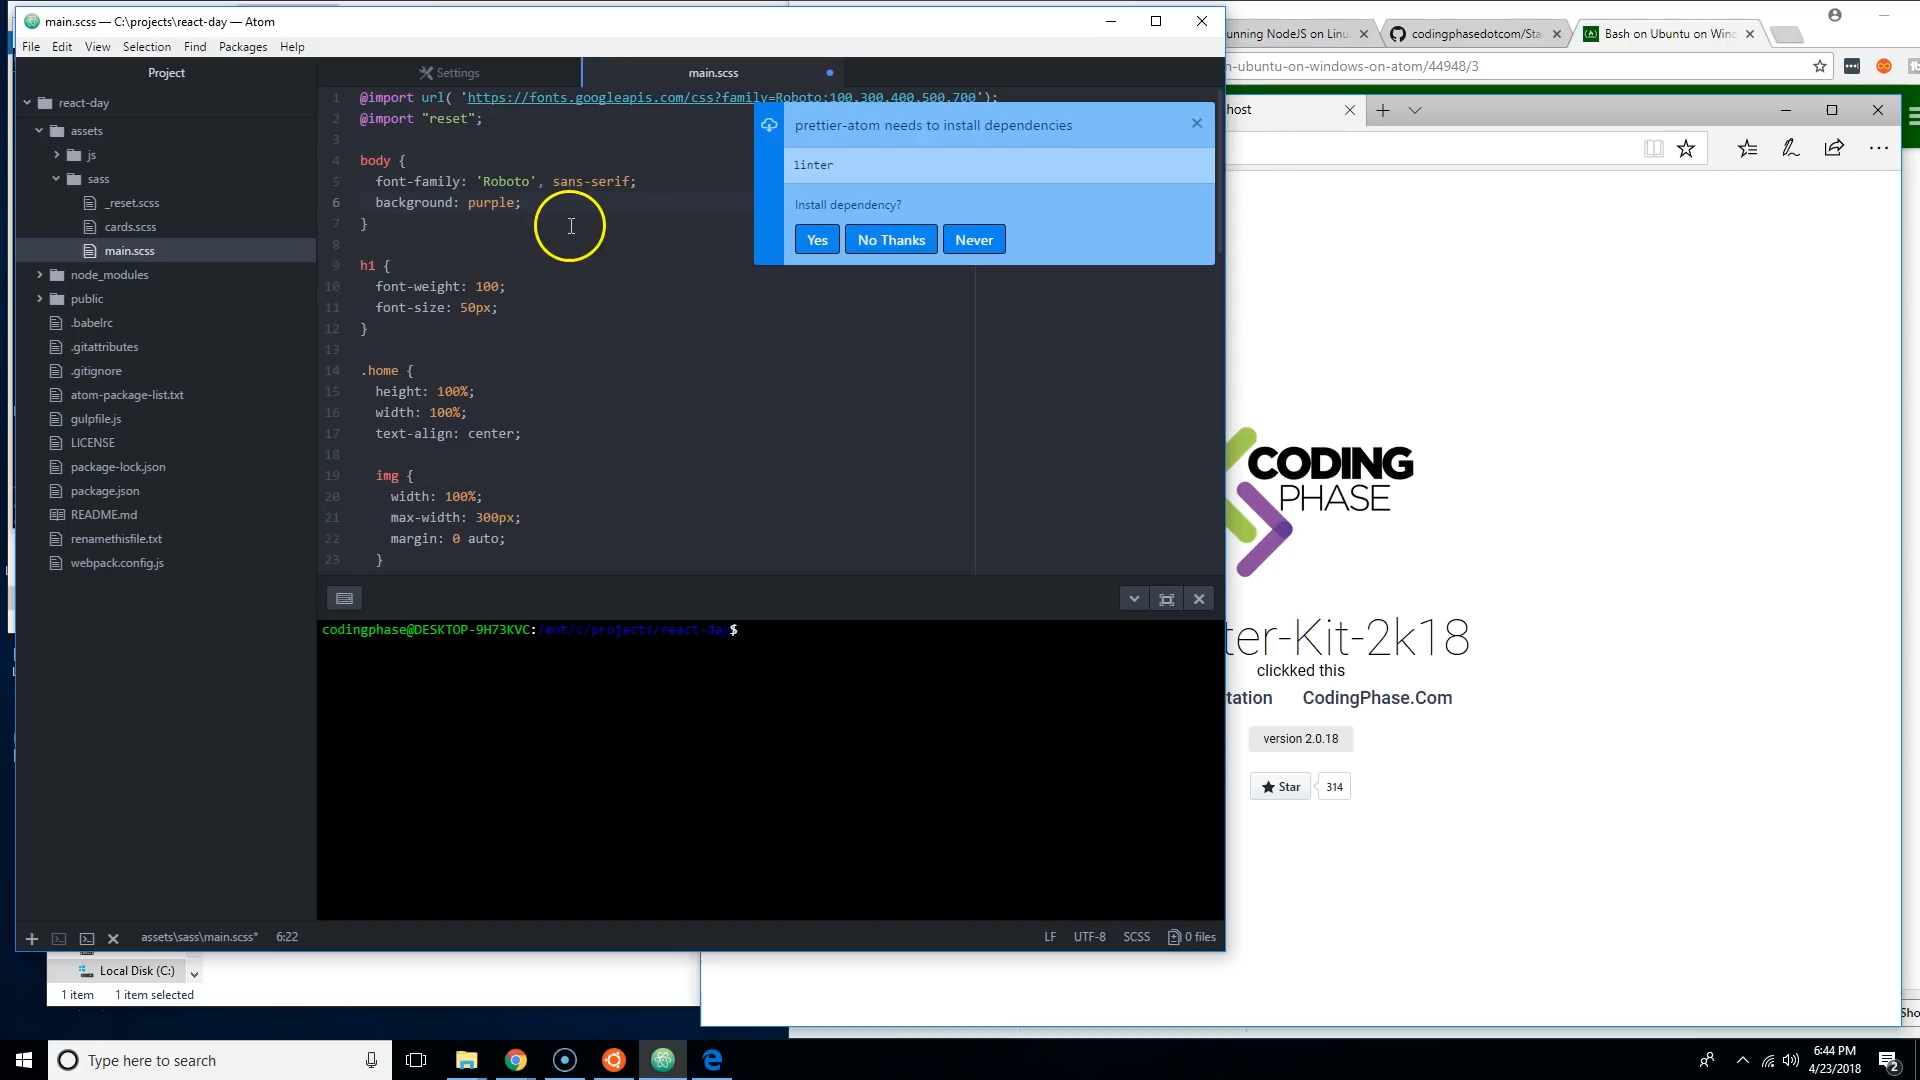 main.scss — C:\projects\react-day — Atom
File Edit View Selection Find Packages Help
Project
Settings
main.scss
react-day
assets
js
sass
_reset.scss
cards.scss
main.scss
node_modules
public
.babelrc
.gitattributes
.gitignore
atom-package-list.txt
gulpfile.js
LICENSE
package-lock.json
package.json
README.md
renamethisfile.txt
webpack.config.js
1 @import url( 'https://fonts.googleapis.com/css?family=Roboto:100,300,400,500,700');
2 @import "reset";
3
4 body {
5 font-family: 'Roboto', sans-serif;
6 background: purple;
7 }
8
9 h1 {
10 font-weight: 100;
11 font-size: 50px;
12 }
13
14 .home {
15 height: 100%;
16 width: 100%;
17 text-align: center;
18
19 img {
20 width: 100%;
21 max-width: 300px;
22 margin: 0 auto;
23 }
prettier-atom needs to install dependencies
linter
Install dependency?
Yes No Thanks Never
codingphase@DESKTOP-9H73KVC:/mnt/c/projects/react-day$
assets\sass\main.scss* 6:22
LF UTF-8 SCSS 0 files
unning NodeJS on Linu
codingphasedotcom/Sta
Bash on Ubuntu on Winc
n-ubuntu-on-windows-on-atom/44948/3
host
CODING
PHASE
ter-Kit-2k18
clickked this
tation CodingPhase.Com
version 2.0.18
Star 314
Local Disk (C:)
1 item 1 item selected
Sho
Type here to search
6:44 PM
4/23/2018
2